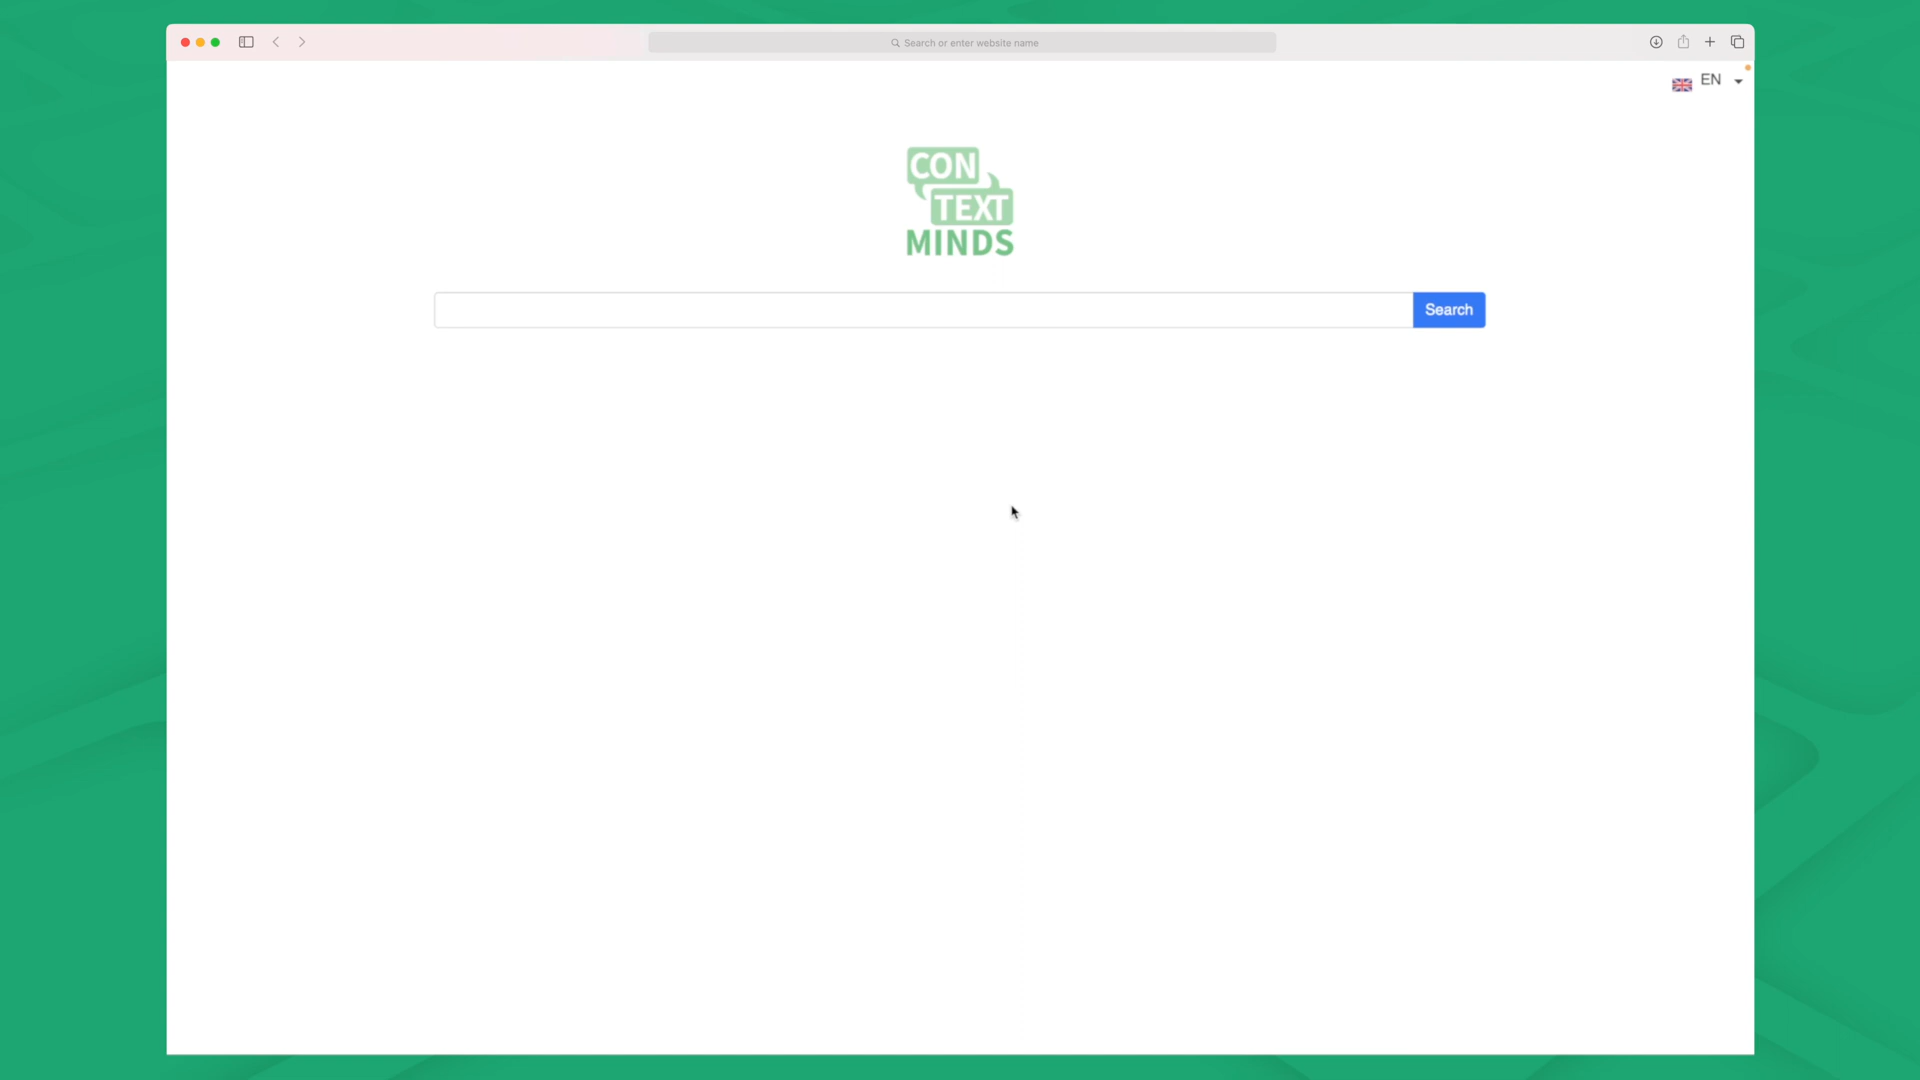 Search or enter website name
EN
CON
TEXT
MINDS
Search